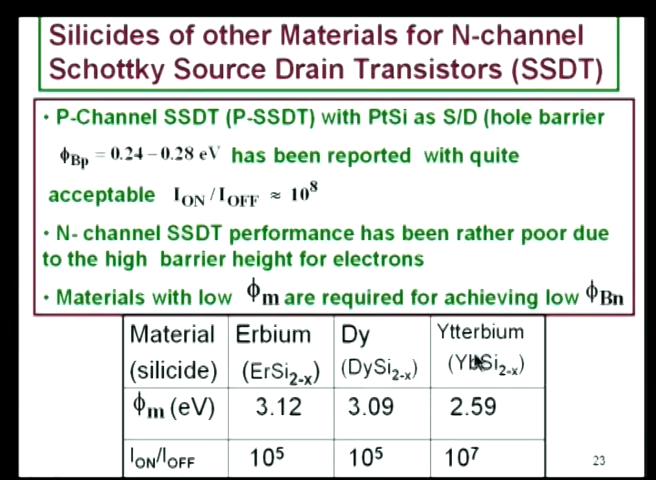 Silicides of other Materials for N-channel
Schottky Source Drain Transistors (SSDT)
• P-Channel SSDT (P-SSDT) with PtSi as S/D (hole barrier
ϕBp = 0.24 – 0.28 eV has been reported with quite
acceptable ION / IOFF ≈ 10⁸
• N- channel SSDT performance has been rather poor due
to the high barrier height for electrons
• Materials with low ϕm are required for achieving low ϕBn
Material Erbium Dy Ytterbium
(silicide) (ErSi2-x) (DySi2-x) (YbSi2-x)
ϕm (eV) 3.12 3.09 2.59
ION/IOFF 10⁵ 10⁵ 10⁷
23